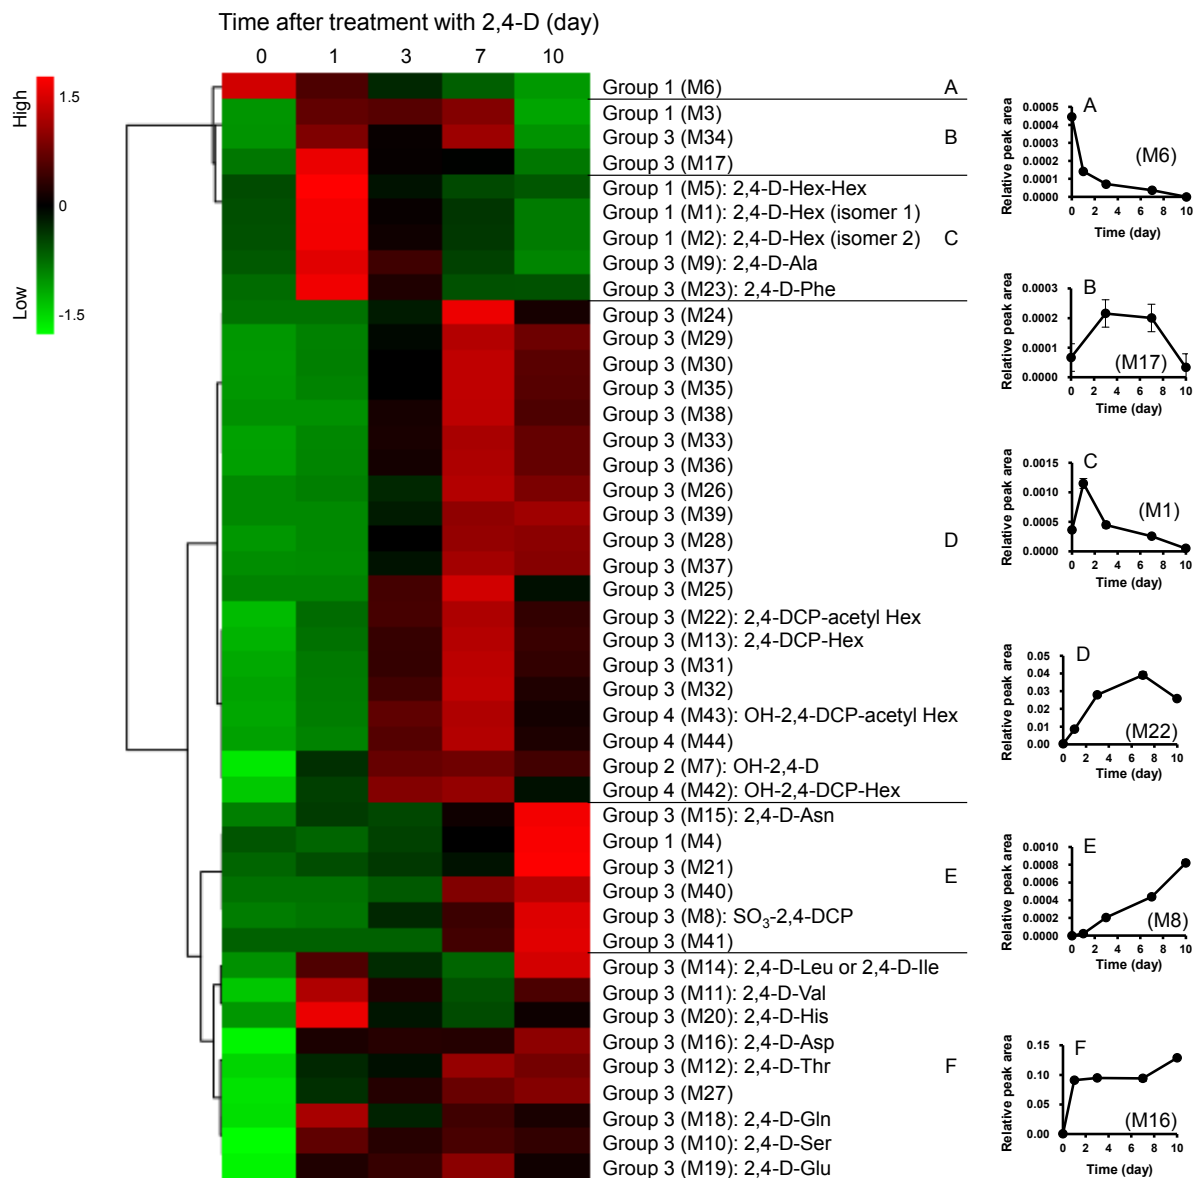 Time after treatment with 2,4-D (day)
0 1 3 7 10
High
Low
1.5
0
-1.5
Group 1 (M6)
A
Group 1 (M3)
Group 3 (M34)
B
Group 3 (M17)
Group 1 (M5): 2,4-D-Hex-Hex
Group 1 (M1): 2,4-D-Hex (isomer 1)
Group 1 (M2): 2,4-D-Hex (isomer 2)
C
Group 3 (M9): 2,4-D-Ala
Group 3 (M23): 2,4-D-Phe
Group 3 (M24)
Group 3 (M29)
Group 3 (M30)
Group 3 (M35)
Group 3 (M38)
Group 3 (M33)
Group 3 (M36)
Group 3 (M26)
Group 3 (M39)
Group 3 (M28)
D
Group 3 (M37)
Group 3 (M25)
Group 3 (M22): 2,4-DCP-acetyl Hex
Group 3 (M13): 2,4-DCP-Hex
Group 3 (M31)
Group 3 (M32)
Group 4 (M43): OH-2,4-DCP-acetyl Hex
Group 4 (M44)
Group 2 (M7): OH-2,4-D
Group 4 (M42): OH-2,4-DCP-Hex
Group 3 (M15): 2,4-D-Asn
Group 1 (M4)
Group 3 (M21)
E
Group 3 (M40)
Group 3 (M8): SO₃-2,4-DCP
Group 3 (M41)
Group 3 (M14): 2,4-D-Leu or 2,4-D-Ile
Group 3 (M11): 2,4-D-Val
Group 3 (M20): 2,4-D-His
Group 3 (M16): 2,4-D-Asp
Group 3 (M12): 2,4-D-Thr
F
Group 3 (M27)
Group 3 (M18): 2,4-D-Gln
Group 3 (M10): 2,4-D-Ser
Group 3 (M19): 2,4-D-Glu
A
(M6)
Relative peak area
0.0005
0.0004
0.0003
0.0002
0.0001
0.0000
0 2 4 6 8 10
Time (day)
B
(M17)
Relative peak area
0.0003
0.0002
0.0001
0.0000
0 2 4 6 8 10
Time (day)
C
(M1)
Relative peak area
0.0015
0.0010
0.0005
0.0000
0 2 4 6 8 10
Time (day)
D
(M22)
Relative peak area
0.05
0.04
0.03
0.02
0.01
0.00
0 2 4 6 8 10
Time (day)
E
(M8)
Relative peak area
0.0010
0.0008
0.0006
0.0004
0.0002
0.0000
0 2 4 6 8 10
Time (day)
F
(M16)
Relative peak area
0.15
0.10
0.05
0.00
0 2 4 6 8 10
Time (day)